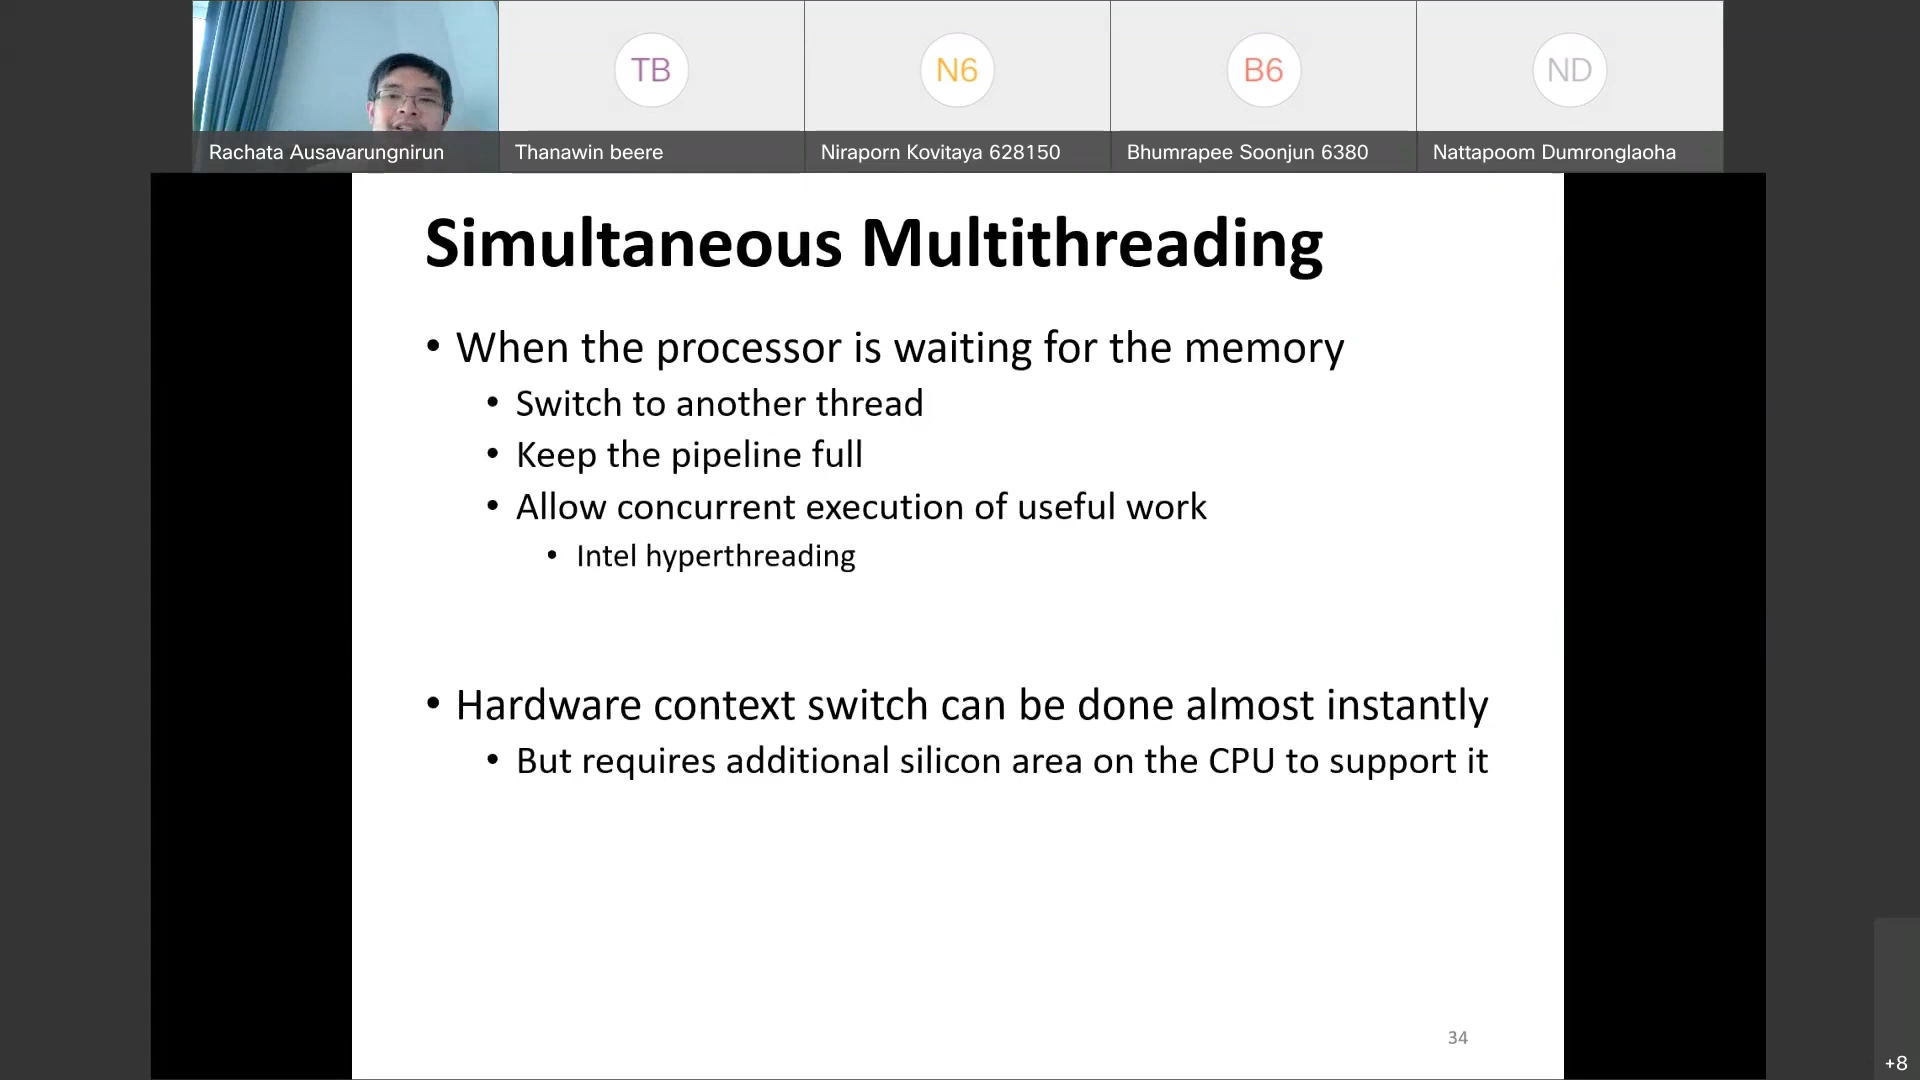 TB
N6
B6
ND
Rachata Ausavarungnirun
Thanawin beere
Niraporn Kovitaya 628150
Bhumrapee Soonjun 6380
Nattapoom Dumronglaoha
Simultaneous Multithreading
• When the processor is waiting for the memory
• Switch to another thread
• Keep the pipeline full
• Allow concurrent execution of useful work
• Intel hyperthreading
• Hardware context switch can be done almost instantly
• But requires additional silicon area on the CPU to support it
34
+8